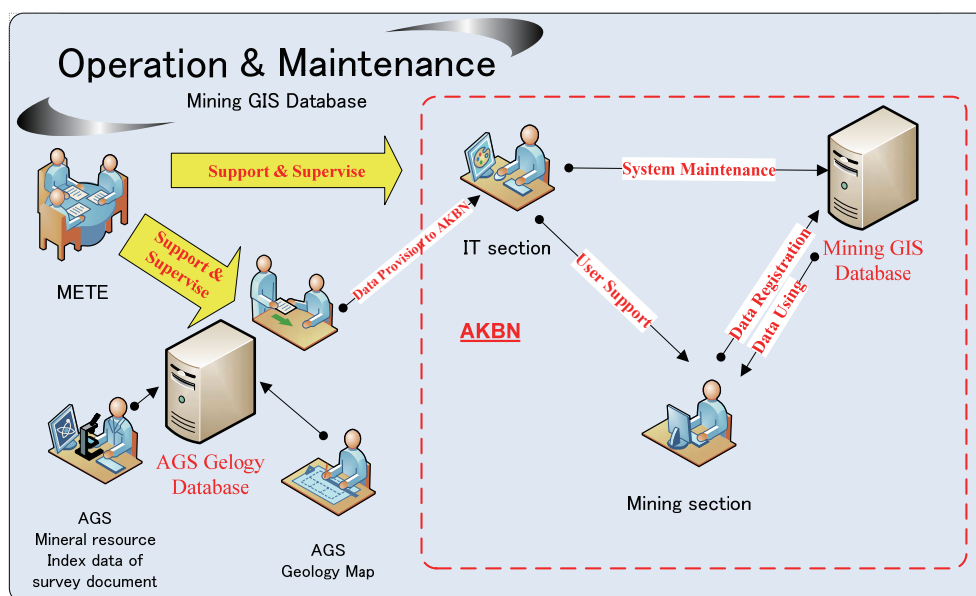 Operation & Maintenance
Mining GIS Database
METE
Support & Supervise
Support &
Supervise
Data Provision to AKBN
IT section
System Maintenance
Mining GIS
Database
User Support
Data Registration
Data Using
AKBN
Mining section
AGS Gelogy
Database
AGS
Mineral resource
Index data of
survey document
AGS
Geology Map